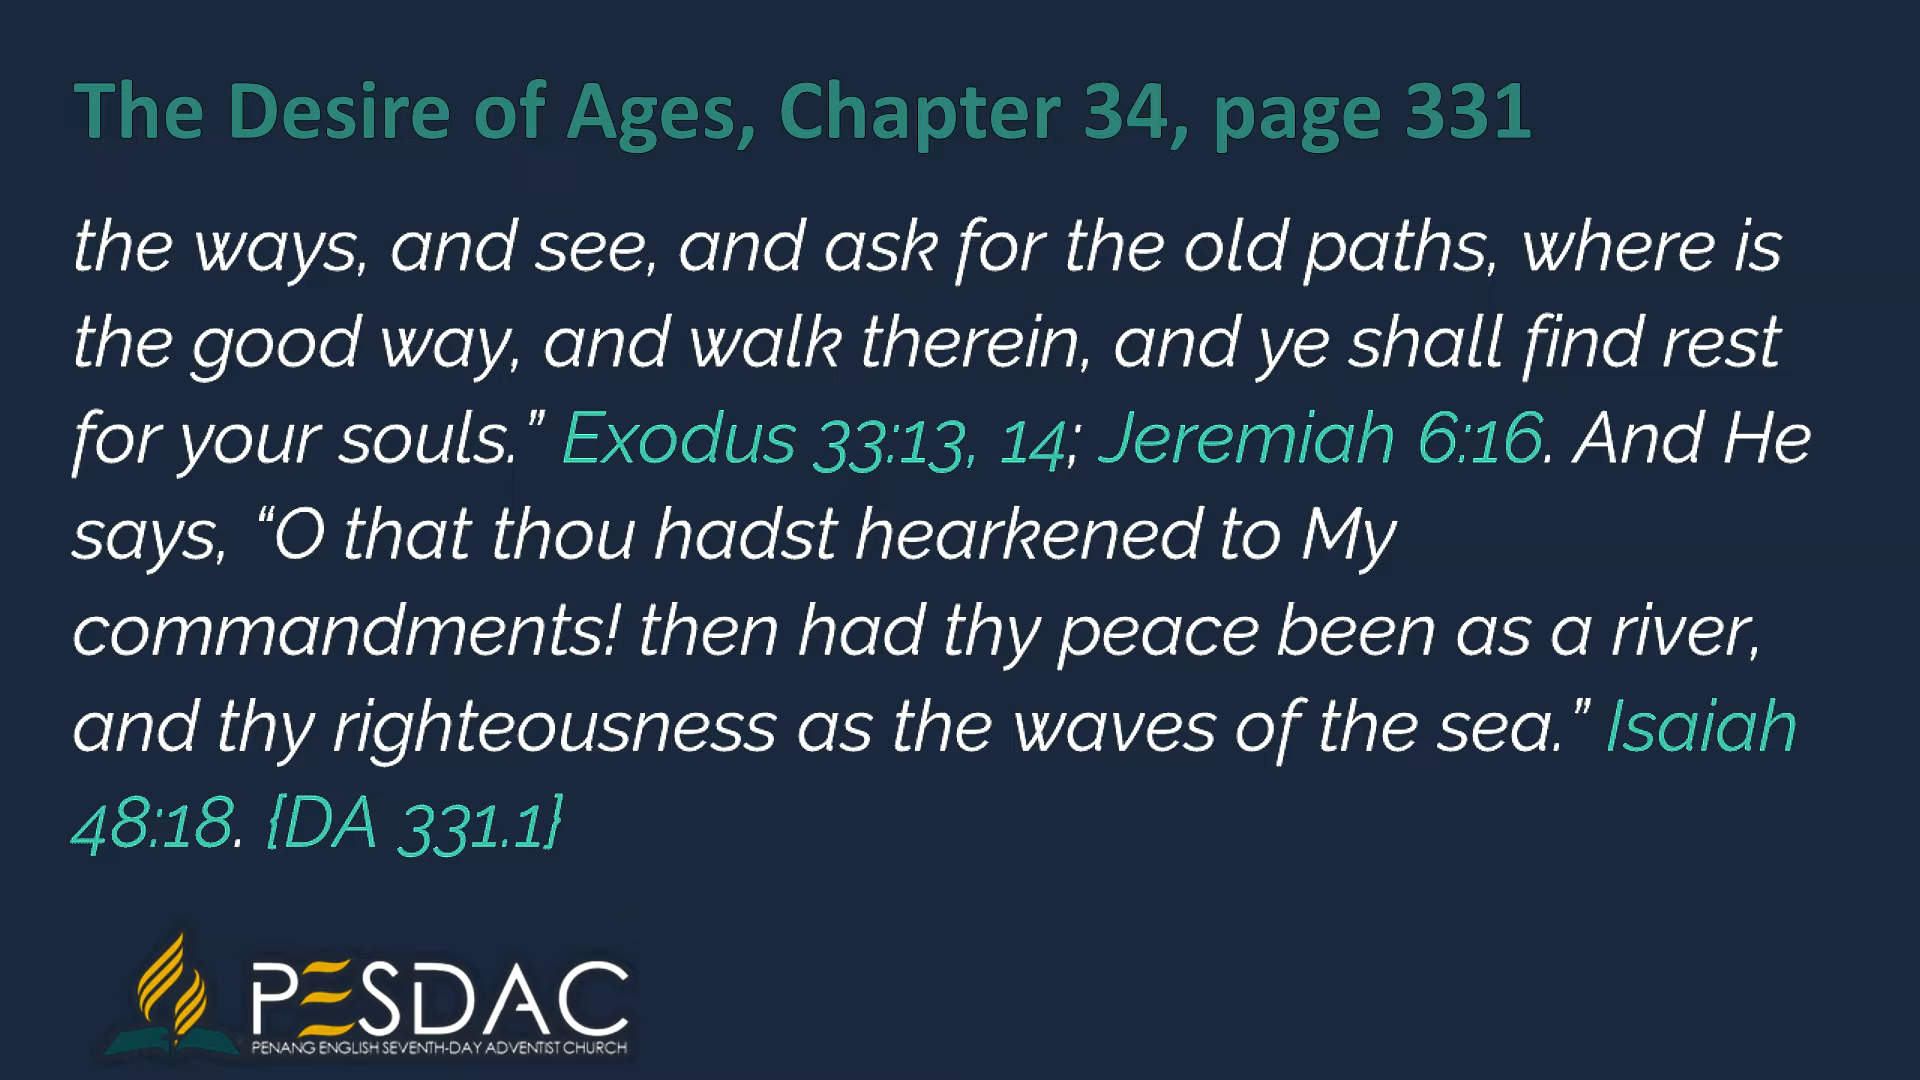 The Desire of Ages, Chapter 34, page 331
the ways, and see, and ask for the old paths, where is
the good way, and walk therein, and ye shall find rest
for your souls.” Exodus 33:13, 14; Jeremiah 6:16. And He
says, “O that thou hadst hearkened to My
commandments! then had thy peace been as a river,
and thy righteousness as the waves of the sea.” Isaiah
48:18. {DA 331.1}
PESDAC
PENANG ENGLISH SEVENTH-DAY ADVENTIST CHURCH